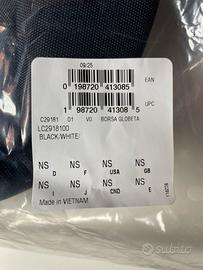 09/25
0 198720 413085
EAN
1 98720 41308 5
UPC
C29181 01 V0 BORSA GLOBETA
LC2918100
BLACK/WHITE/
NS D NS F NS USA NS GB
NS I NS J NS CND NS E
Made in VIETNAM
Subito